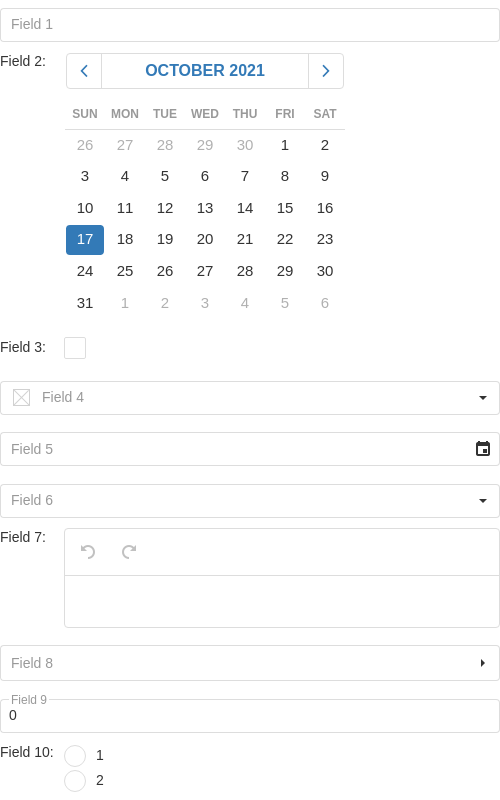 Field 1
Field 2:
OCTOBER 2021
SUN MON TUE WED THU FRI SAT
26 27 28 29 30 1 2
3 4 5 6 7 8 9
10 11 12 13 14 15 16
17 18 19 20 21 22 23
24 25 26 27 28 29 30
31 1 2 3 4 5 6
Field 3:
Field 4
Field 5
Field 6
Field 7:
Field 8
Field 9
0
Field 10:
1
2